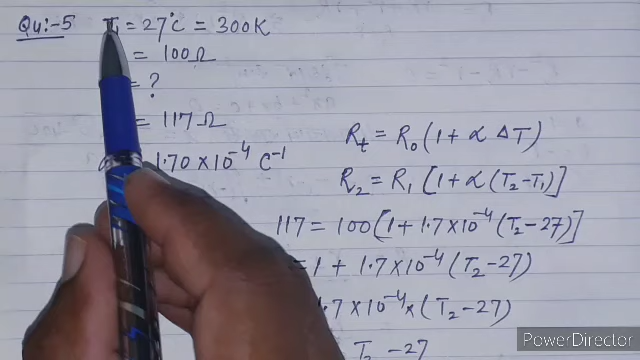 Qu:-5 T₁ = 27°C = 300K
= 100Ω
= ?
= 117Ω
1.70×10⁻⁴ C⁻¹
Rₜ = R₀(1+α ΔT)
R₂ = R₁[1+α(T₂-T₁)]
117 = 100[1+1.7×10⁻⁴(T₂-27)]
= 1 + 1.7×10⁻⁴(T₂-27)
.7×10⁻⁴×(T₂-27)
T₂-27
PowerDirector